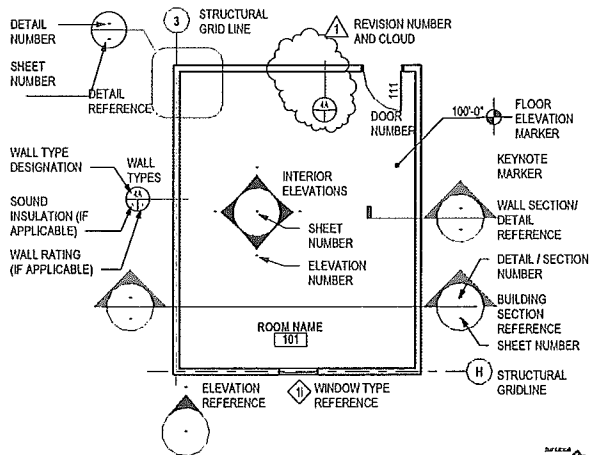 DETAIL
NUMBER
SHEET
NUMBER
DETAIL
REFERENCE
3
STRUCTURAL
GRID LINE
1
REVISION NUMBER
AND CLOUD
4A
111
DOOR
NUMBER
100'-0"
FLOOR
ELEVATION
MARKER
KEYNOTE
MARKER
WALL TYPE
DESIGNATION
WALL
TYPES
4A
SOUND
INSULATION (IF
APPLICABLE)
WALL RATING
(IF APPLICABLE)
INTERIOR
ELEVATIONS
SHEET
NUMBER
ELEVATION
NUMBER
WALL SECTION/
DETAIL
REFERENCE
DETAIL / SECTION
NUMBER
BUILDING
SECTION
REFERENCE
SHEET NUMBER
ROOM NAME
101
H
STRUCTURAL
GRIDLINE
ELEVATION
REFERENCE
1i
WINDOW TYPE
REFERENCE